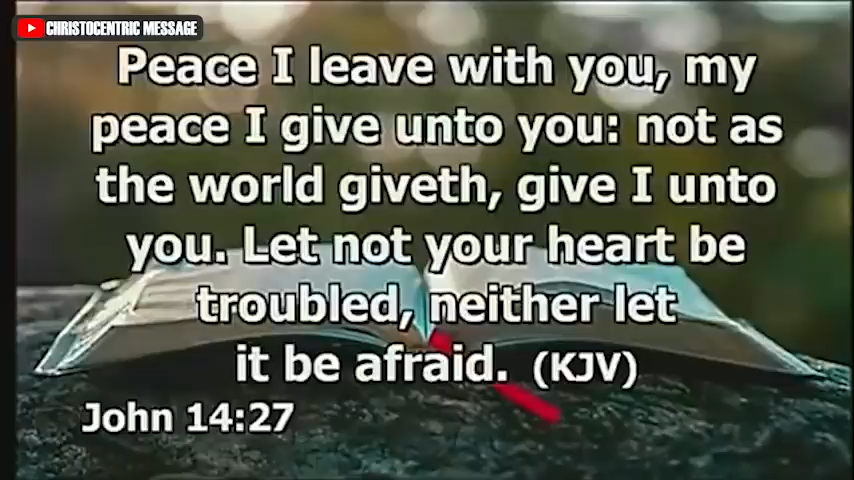 CHRISTOCENTRIC MESSAGE
Peace I leave with you, my
peace I give unto you: not as
the world giveth, give I unto
you. Let not your heart be
troubled, neither let
it be afraid. (KJV)
John 14:27